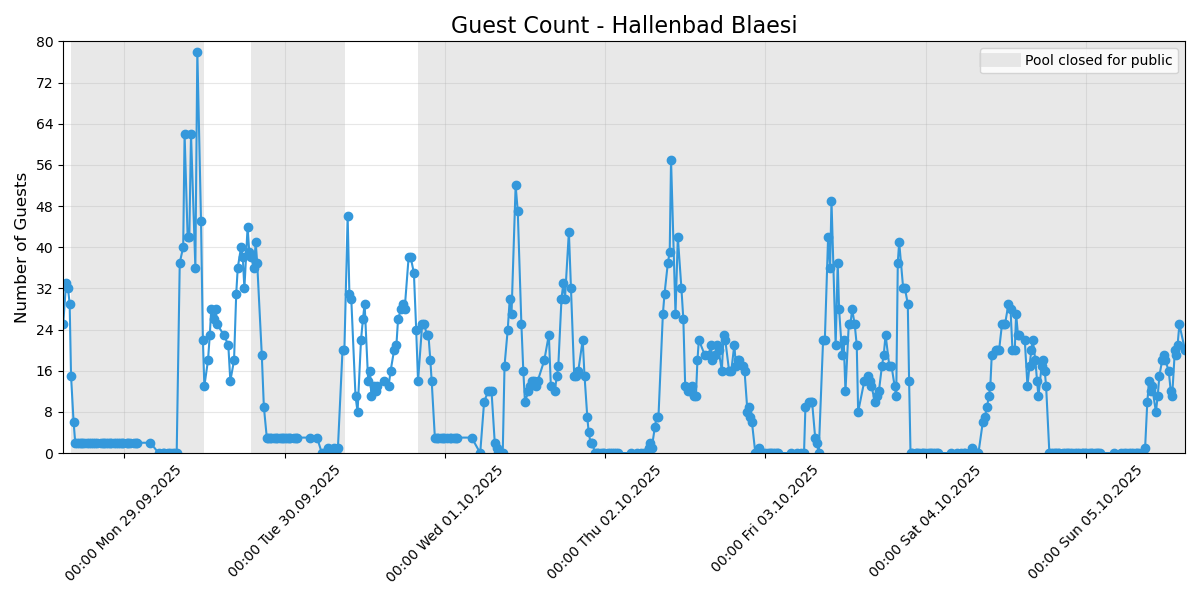 Guest Count - Hallenbad Blaesi
Pool closed for public
Number of Guests
80
72
64
56
48
40
32
24
16
8
0
00:00 Mon 29.09.2025
00:00 Tue 30.09.2025
00:00 Wed 01.10.2025
00:00 Thu 02.10.2025
00:00 Fri 03.10.2025
00:00 Sat 04.10.2025
00:00 Sun 05.10.2025